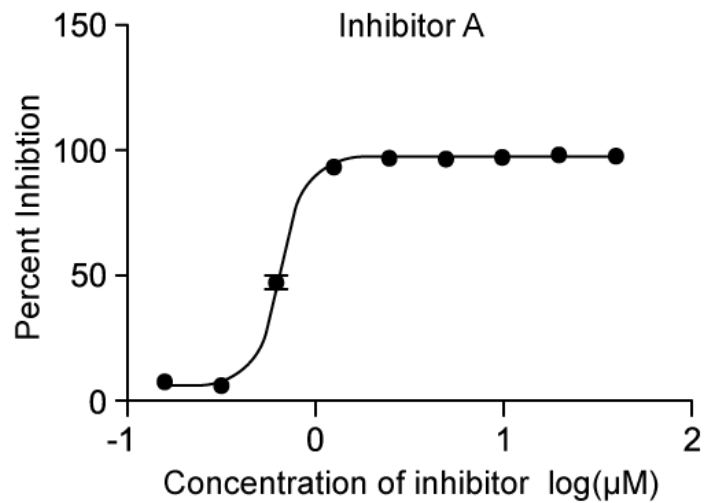 Inhibitor A
Percent Inhibtion
150
100
50
0
-1
0
1
2
Concentration of inhibitor log(µM)